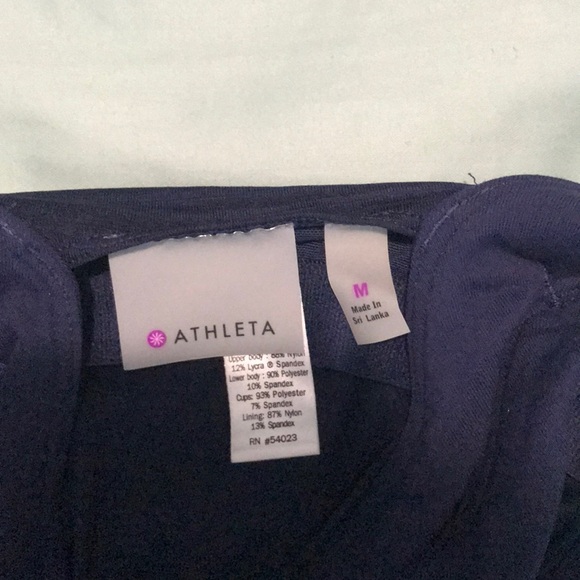 ATHLETA
M
Made In
Sri Lanka
Upper body : 88% Nylon
12% Lycra ® Spandex
Lower body : 90% Polyester
10% Spandex
Cups: 93% Polyester
7% Spandex
Lining: 87% Nylon
13% Spandex
RN #54023